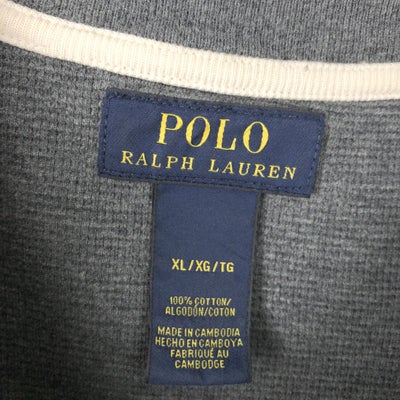 POLO
RALPH LAUREN
XL/XG/TG
100% COTTON/
ALGODÓN/COTON
MADE IN CAMBODIA
HECHO EN CAMBOYA
FABRIQUÉ AU
CAMBODGE